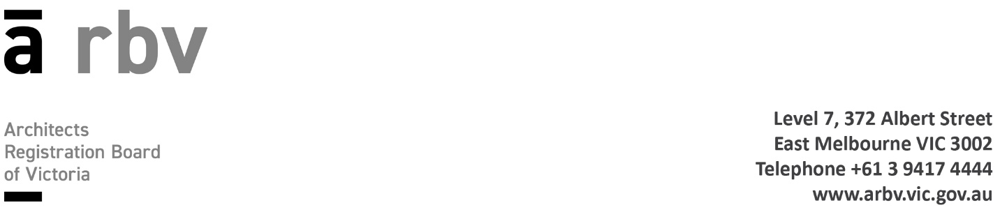 ā rbv
Architects
Registration Board
of Victoria
Level 7, 372 Albert Street
East Melbourne VIC 3002
Telephone +61 3 9417 4444
www.arbv.vic.gov.au